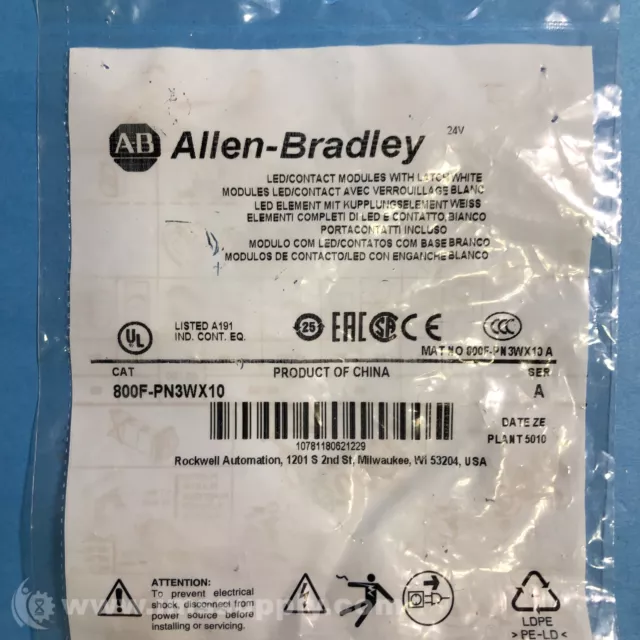 AB Allen-Bradley 24V
LED/CONTACT MODULES WITH LATCH WHITE
MODULES LED/CONTACT AVEC VERROUILLAGE BLANC
LED ELEMENT MIT KUPPLUNGSELEMENT WEISS
ELEMENTI COMPLETI DI LED E CONTATTO, BIANCO
PORTACONTATTI INCLUSO
MODULO COM LED/CONTATOS COM BASE BRANCO
MODULOS DE CONTACTO/LED CON ENGANCHE BLANCO
UL LISTED A191
IND. CONT. EQ.
25 EAC CE CCC
MAT NO 800F-PN3WX10 A
CAT PRODUCT OF CHINA SER
800F-PN3WX10 A
10781180621229
DATE ZE
PLANT 5010
Rockwell Automation, 1201 S 2nd St, Milwaukee, WI 53204, USA
ATTENTION:
To prevent electrical
shock, disconnect from
power source before
installing or servicing.
LDPE
>PE-LD<